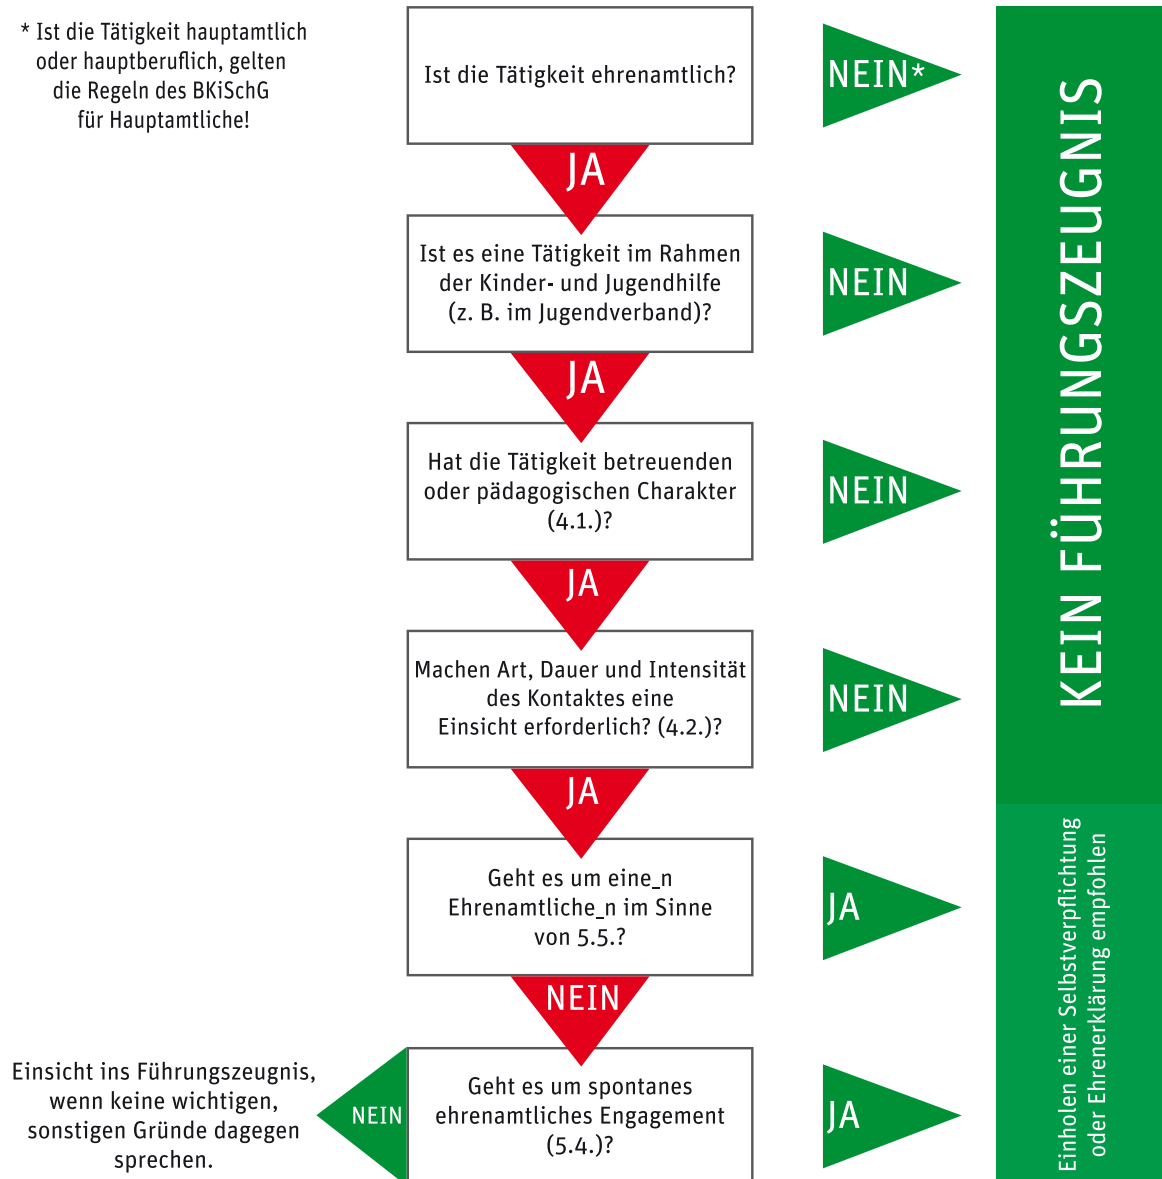 * Ist die Tätigkeit hauptamtlich
oder hauptberuflich, gelten
die Regeln des BKiSchG
für Hauptamtliche!
Ist die Tätigkeit ehrenamtlich?
NEIN*
JA
Ist es eine Tätigkeit im Rahmen
der Kinder- und Jugendhilfe
(z. B. im Jugendverband)?
NEIN
JA
Hat die Tätigkeit betreuenden
oder pädagogischen Charakter
(4.1.)?
NEIN
JA
Machen Art, Dauer und Intensität
des Kontaktes eine
Einsicht erforderlich? (4.2.)?
NEIN
JA
Geht es um eine_n
Ehrenamtliche_n im Sinne
von 5.5.?
JA
NEIN
Geht es um spontanes
ehrenamtliches Engagement
(5.4.)?
JA
NEIN
Einsicht ins Führungszeugnis,
wenn keine wichtigen,
sonstigen Gründe dagegen
sprechen.
KEIN FÜHRUNGSZEUGNIS
Einholen einer Selbstverpflichtung
oder Ehrenerklärung empfohlen